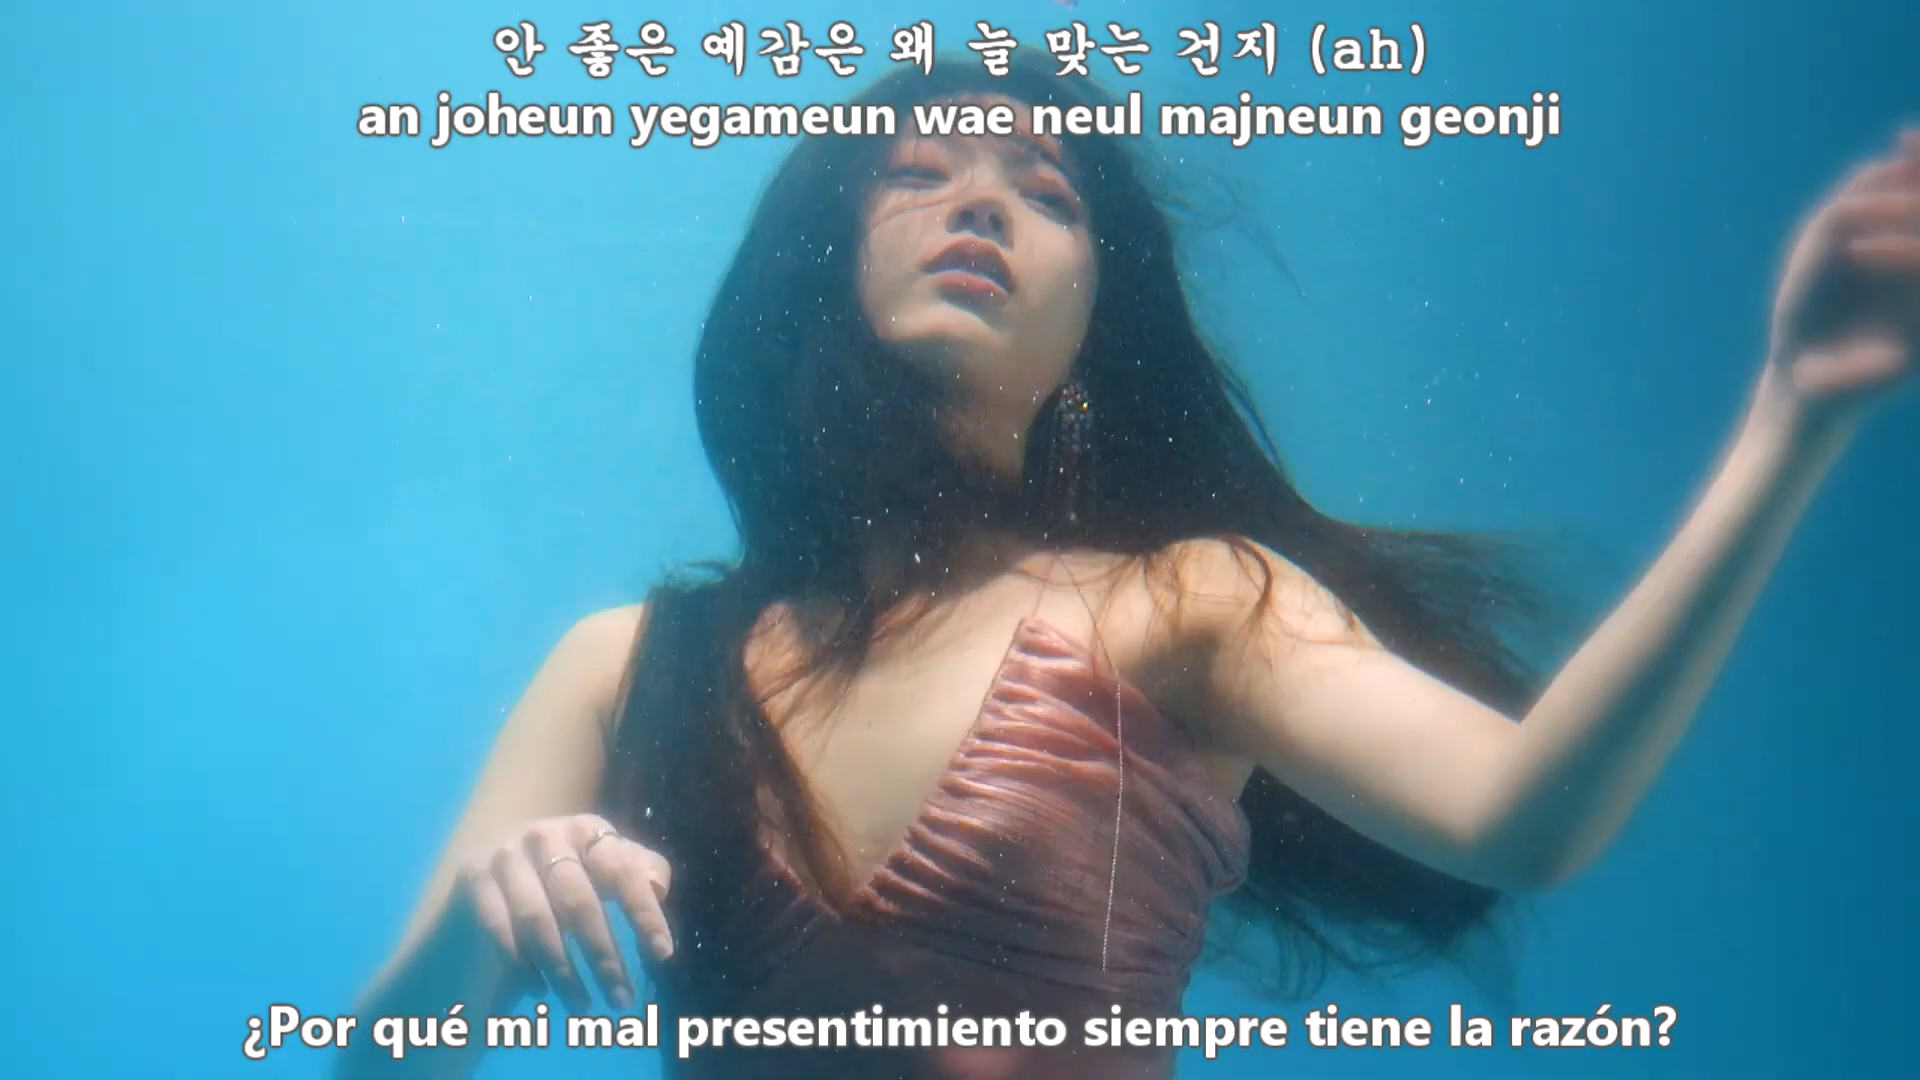 안 좋은 예감은 왜 늘 맞는 건지 (ah)
an joheun yegameun wae neul majneun geonji
¿Por qué mi mal presentimiento siempre tiene la razón?